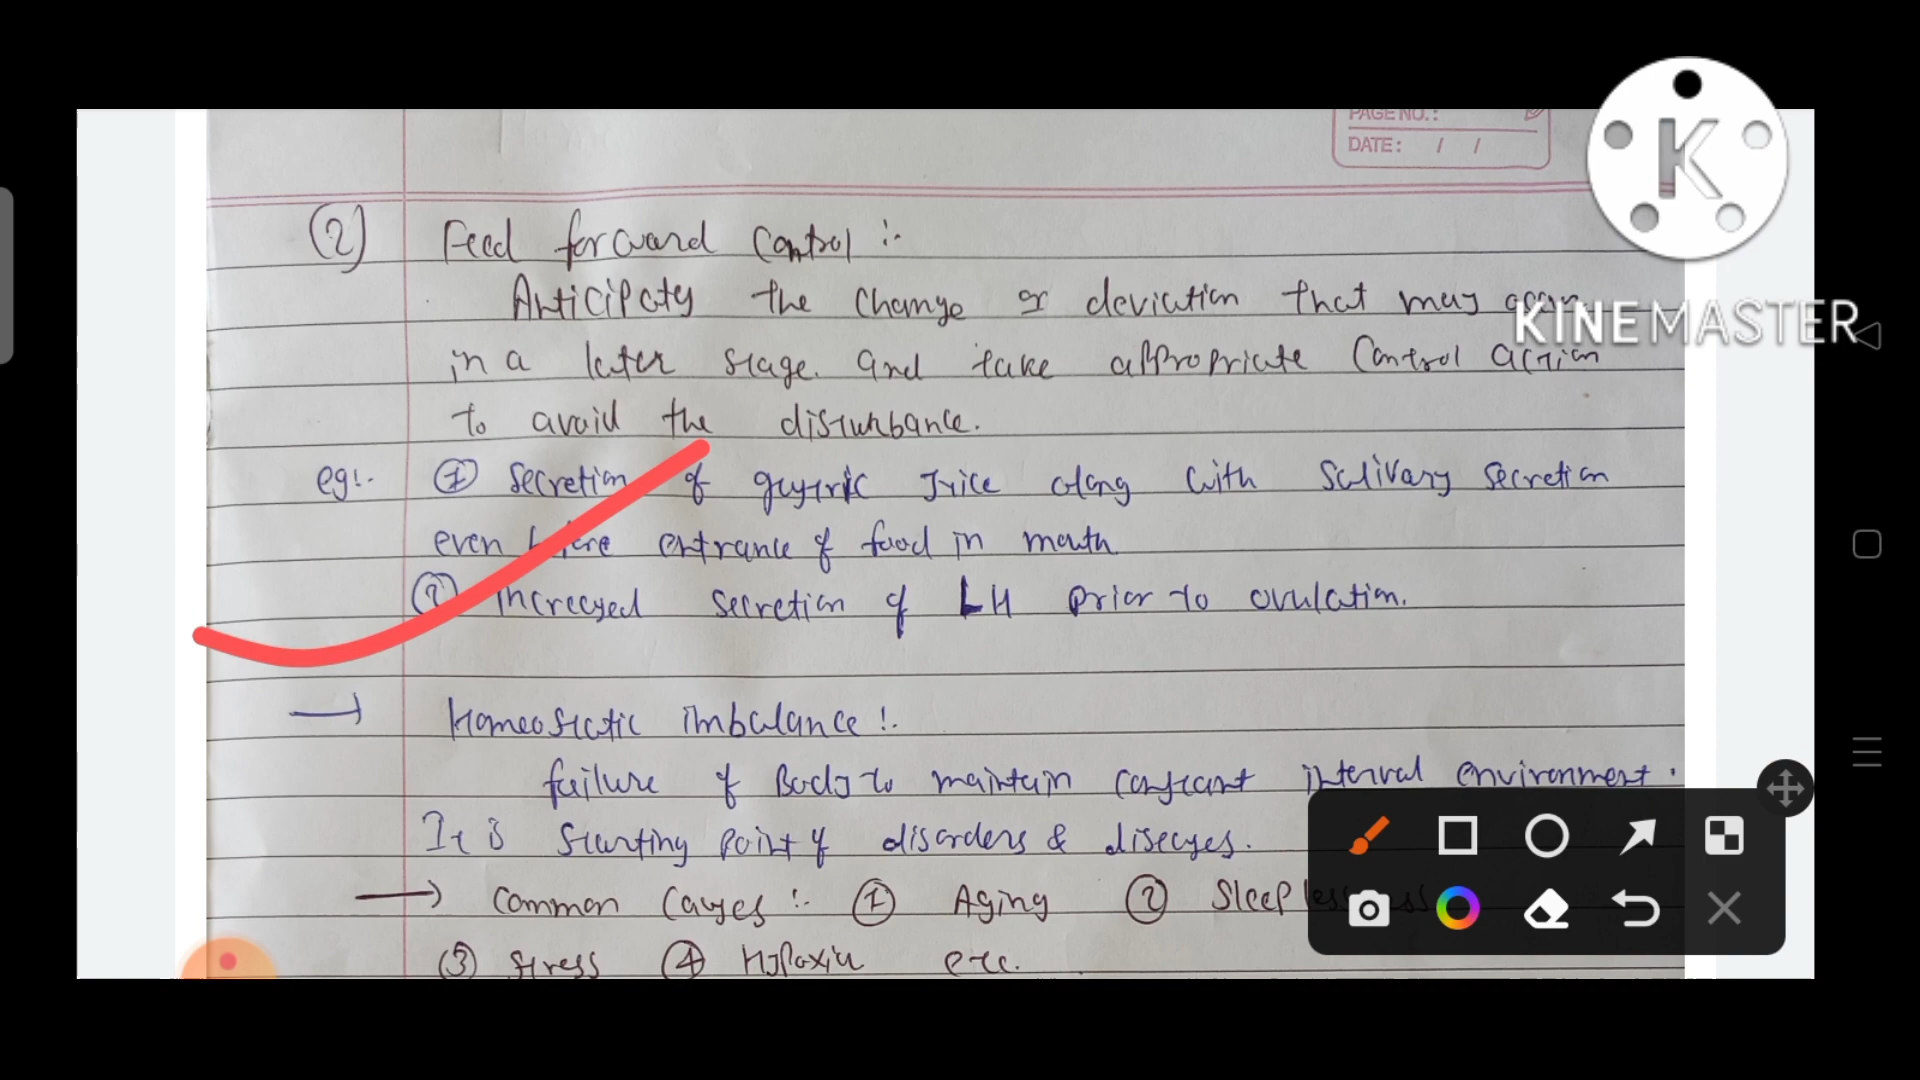 PAGE NO.:
DATE: / /
K
KINEMASTER
(2) Feed forward Control :-
Anticipaty the change or deviation that may occur
in a later stage. and take appropriate Control action
to avoid the disturbance.
eg:- ① Secretion of gastric Juice along with Salivary Secretion
even before entrance of food in mouth
② increased secretion of LH prior to ovulation.
→ Homeostatic imbalance :-
failure of Body to maintain constant internal environment.
It is starting point of disorders & diseases.
→ Common Causes :- ① Aging ② Sleeplessness
③ stress ④ Hypoxia etc.